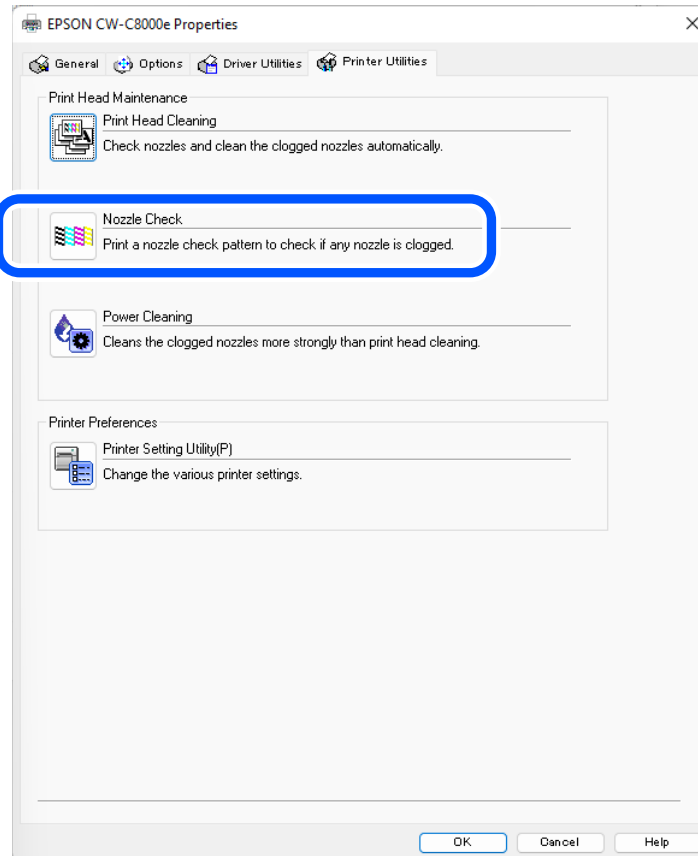 EPSON CW-C8000e Properties
General Options Driver Utilities Printer Utilities
Print Head Maintenance
Print Head Cleaning
Check nozzles and clean the clogged nozzles automatically.
Nozzle Check
Print a nozzle check pattern to check if any nozzle is clogged.
Power Cleaning
Cleans the clogged nozzles more strongly than print head cleaning.
Printer Preferences
Printer Setting Utility(P)
Change the various printer settings.
OK Cancel Help